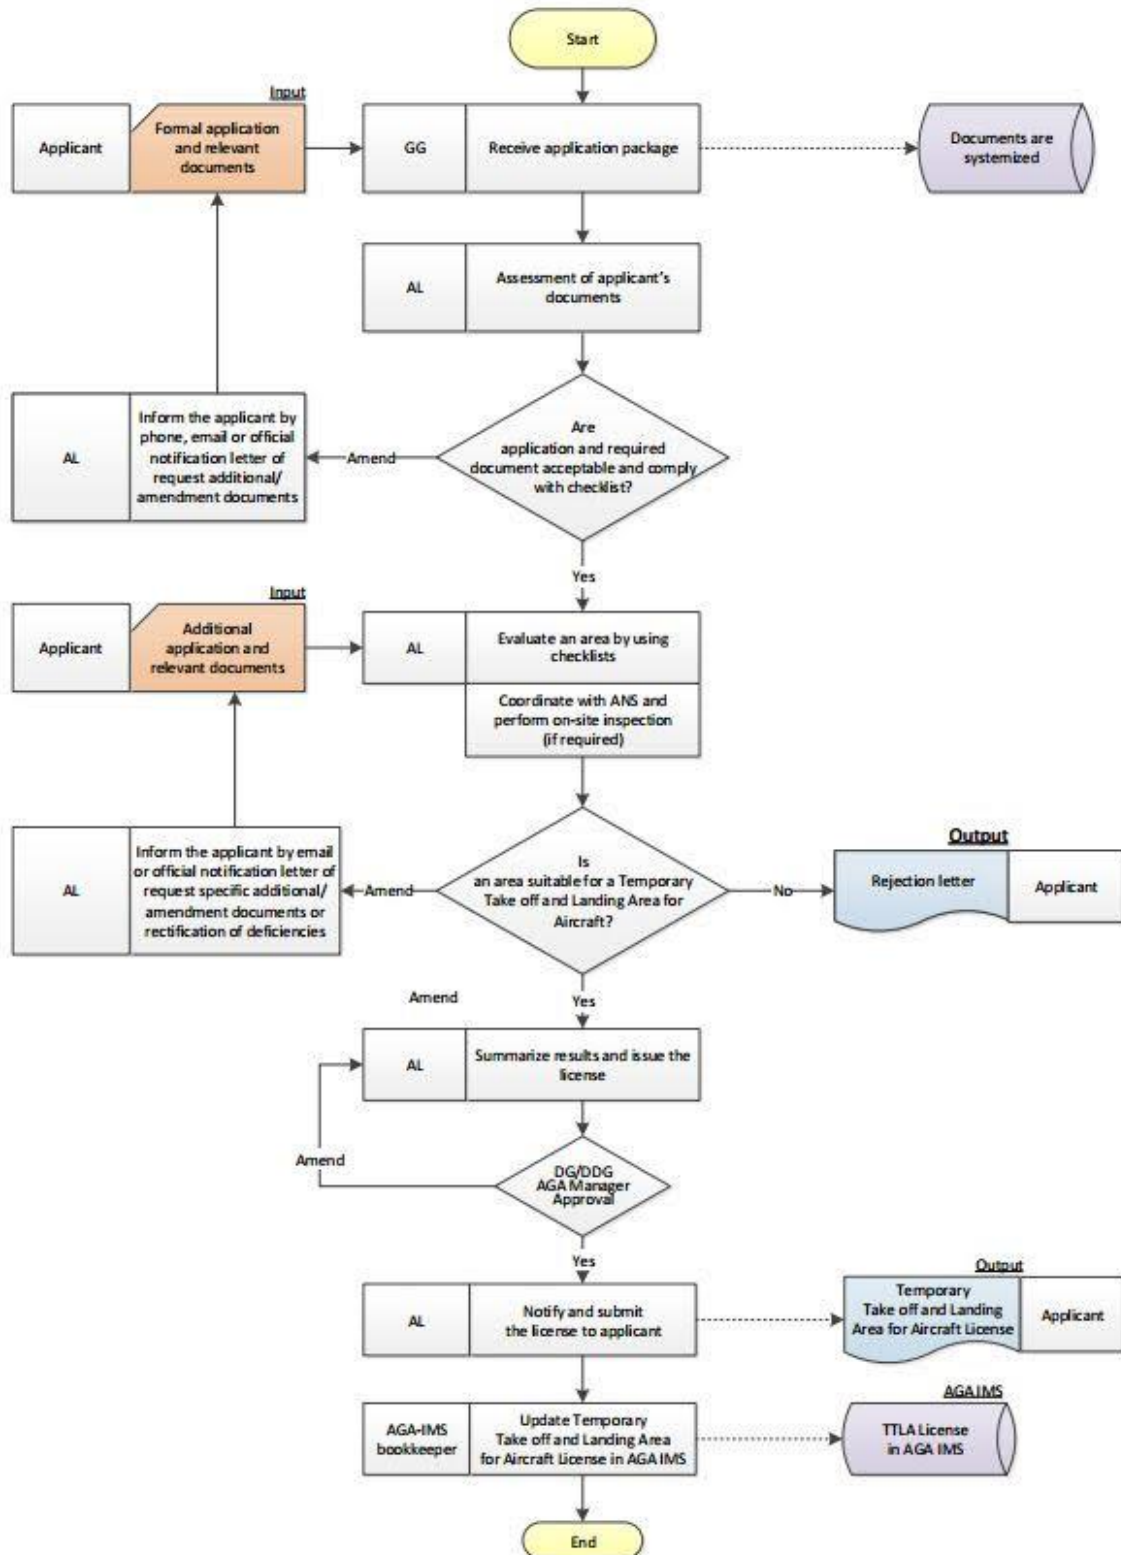 Start
Input
Applicant
Formal application
and relevant
documents
GG
Receive application package
Documents are
systemized
AL
Assessment of applicant's
documents
AL
Inform the applicant by
phone, email or official
notification letter of
request additional/
amendment documents
Amend
Are
application and required
document acceptable and comply
with checklist?
Yes
Input
Applicant
Additional
application and
relevant documents
AL
Evaluate an area by using
checklists
Coordinate with ANS and
perform on-site inspection
(if required)
AL
Inform the applicant by email
or official notification letter of
request specific additional/
amendment documents or
rectification of deficiencies
Amend
Is
an area suitable for a Temporary
Take off and Landing Area for
Aircraft?
No
Output
Rejection letter
Applicant
Amend
Yes
AL
Summarize results and issue the
license
Amend
DG/DDG
AGA Manager
Approval
Yes
AL
Notify and submit
the license to applicant
Output
Temporary
Take off and Landing
Area for Aircraft License
Applicant
AGA-IMS
bookkeeper
Update Temporary
Take off and Landing Area
for Aircraft License in AGA IMS
AGA IMS
TTLA License
in AGA IMS
End